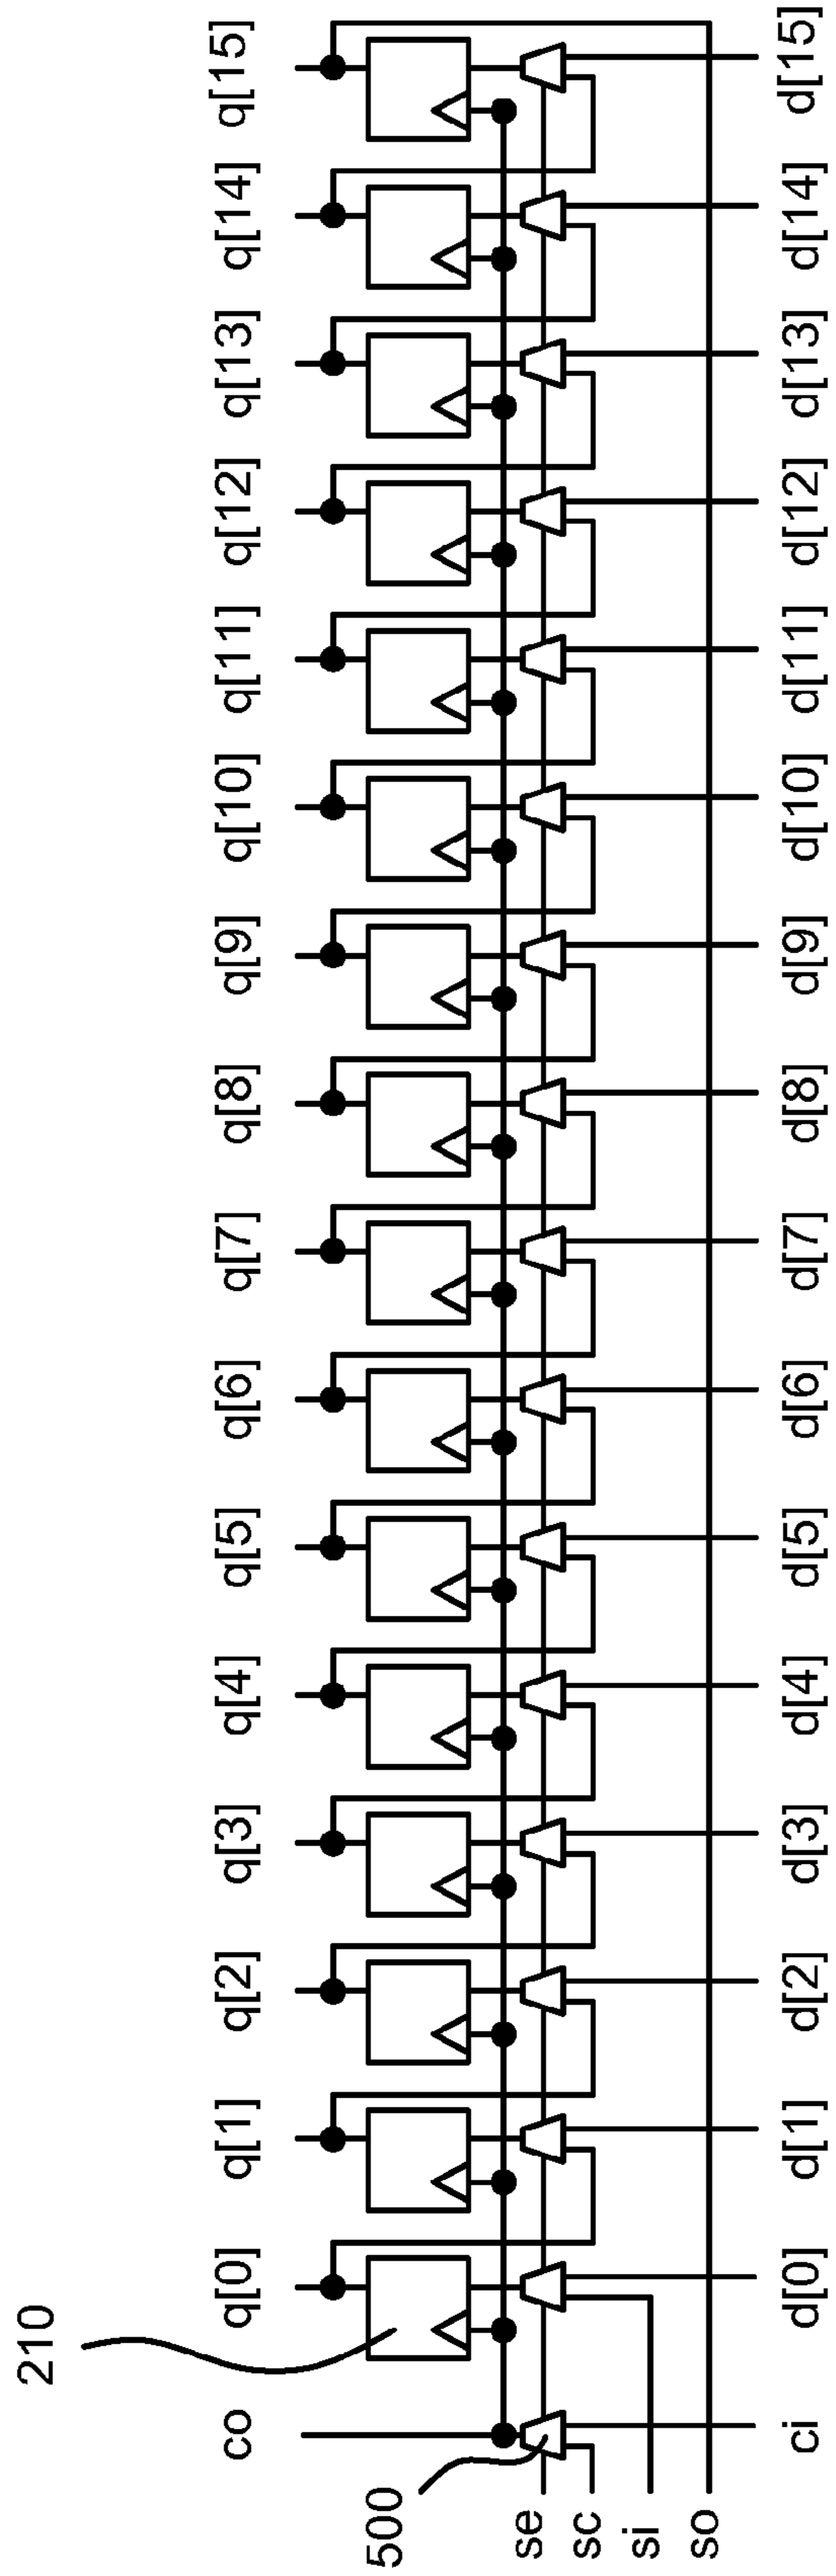 210
co q[0] q[1] q[2] q[3] q[4] q[5] q[6] q[7] q[8] q[9] q[10] q[11] q[12] q[13] q[14] q[15]
500
se
sc
si
so
ci d[0] d[1] d[2] d[3] d[4] d[5] d[6] d[7] d[8] d[9] d[10] d[11] d[12] d[13] d[14] d[15]